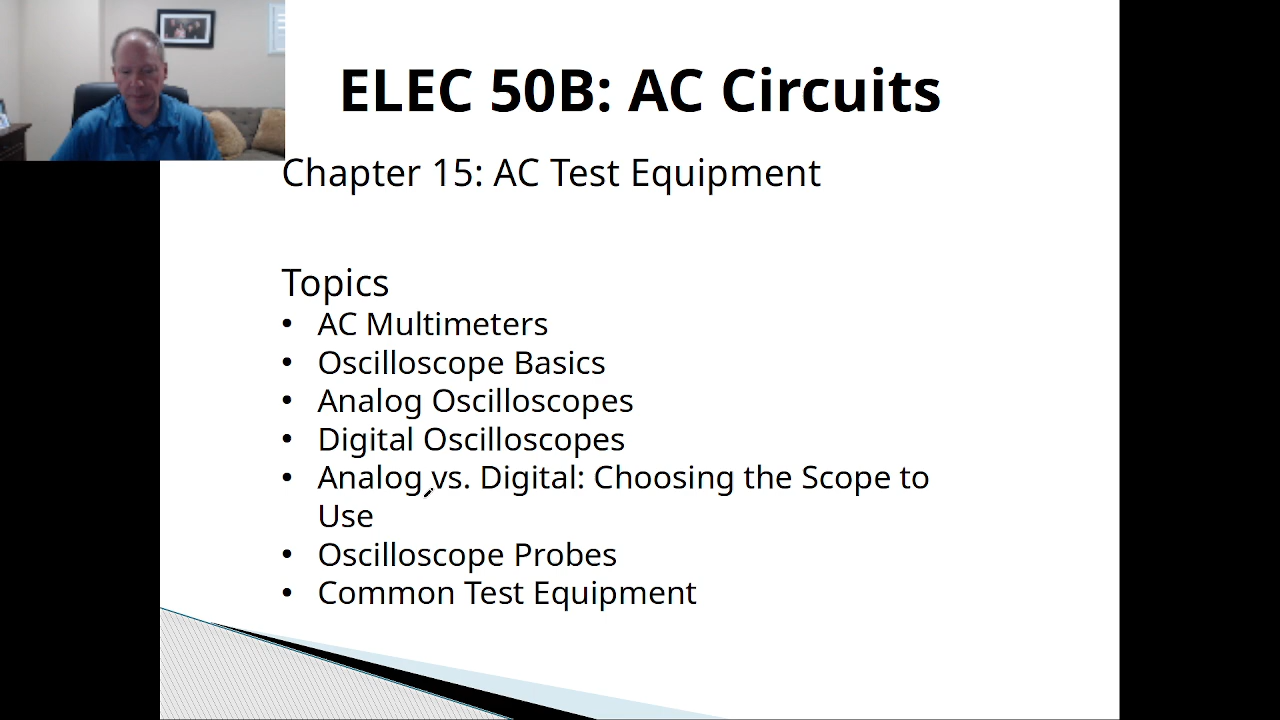 ELEC 50B: AC Circuits
Chapter 15: AC Test Equipment
Topics
• AC Multimeters
• Oscilloscope Basics
• Analog Oscilloscopes
• Digital Oscilloscopes
• Analog vs. Digital: Choosing the Scope to
Use
• Oscilloscope Probes
• Common Test Equipment